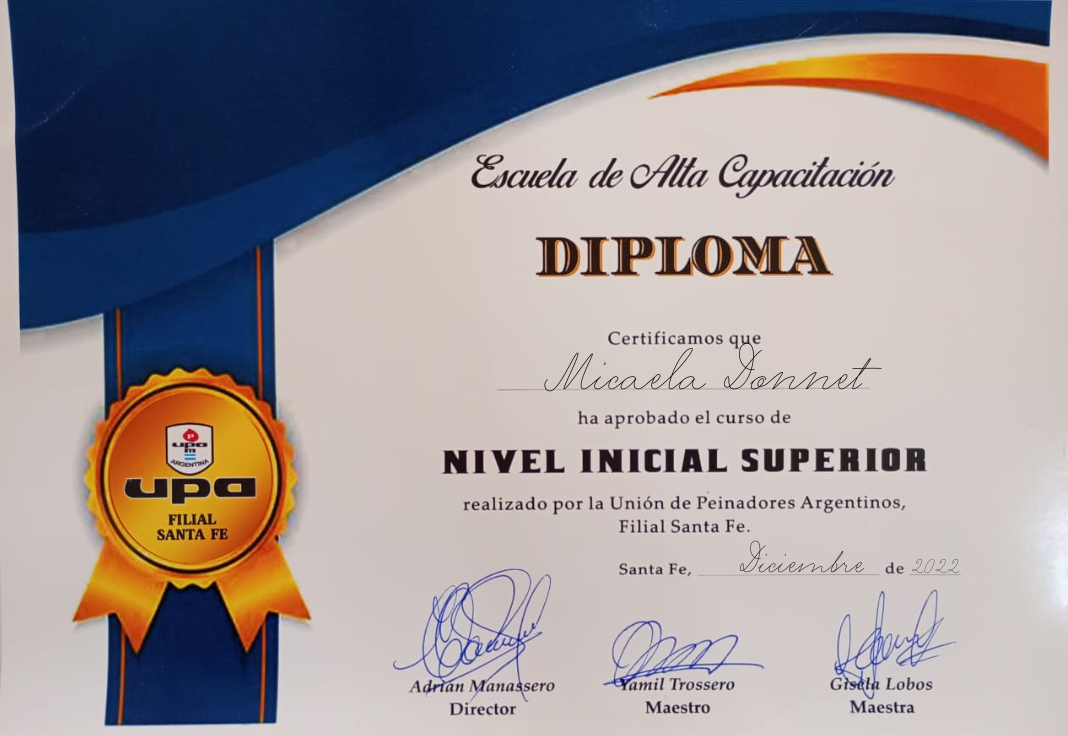 Escuela de Alta Capacitación
DIPLOMA
Certificamos que
Micaela Donnet
ha aprobado el curso de
NIVEL INICIAL SUPERIOR
realizado por la Unión de Peinadores Argentinos,
Filial Santa Fe.
Santa Fe, Diciembre de 2022
upa
ARGENTINA
upa
FILIAL
SANTA FE
Adrian Manassero
Director
Yamil Trossero
Maestro
Gisela Lobos
Maestra